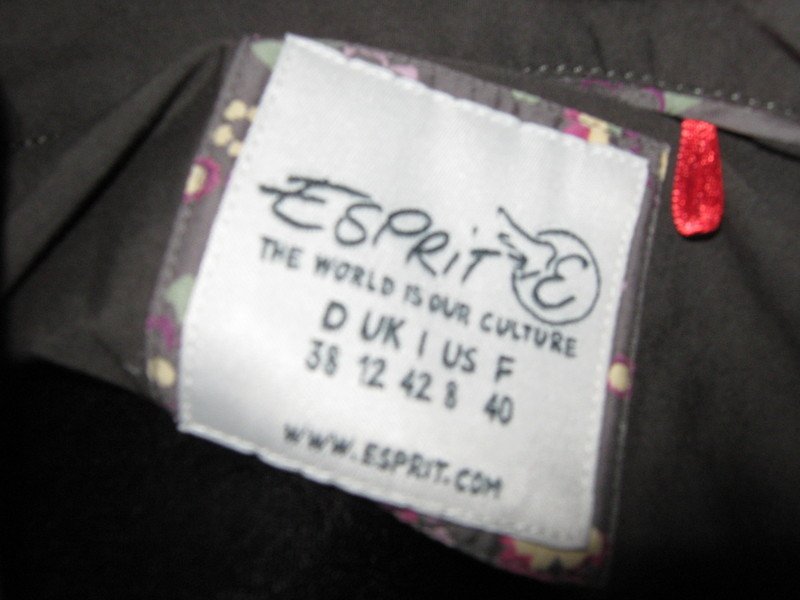 ESPRIT E
THE WORLD IS OUR CULTURE
D UK I US F
38 12 42 8 40
WWW.ESPRIT.COM